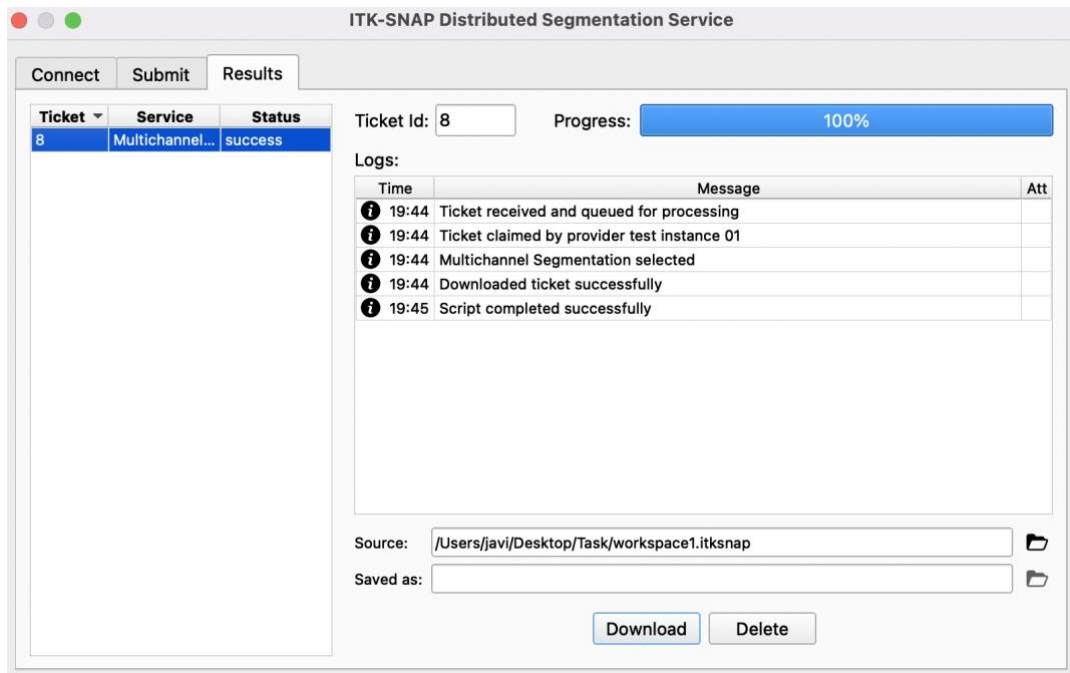 ITK-SNAP Distributed Segmentation Service
Connect Submit Results
Ticket Service Status
8 Multichannel... success
Ticket Id: 8 Progress: 100%
Logs:
Time Message Att
19:44 Ticket received and queued for processing
19:44 Ticket claimed by provider test instance 01
19:44 Multichannel Segmentation selected
19:44 Downloaded ticket successfully
19:45 Script completed successfully
Source: /Users/javi/Desktop/Task/workspace1.itksnap
Saved as:
Download Delete